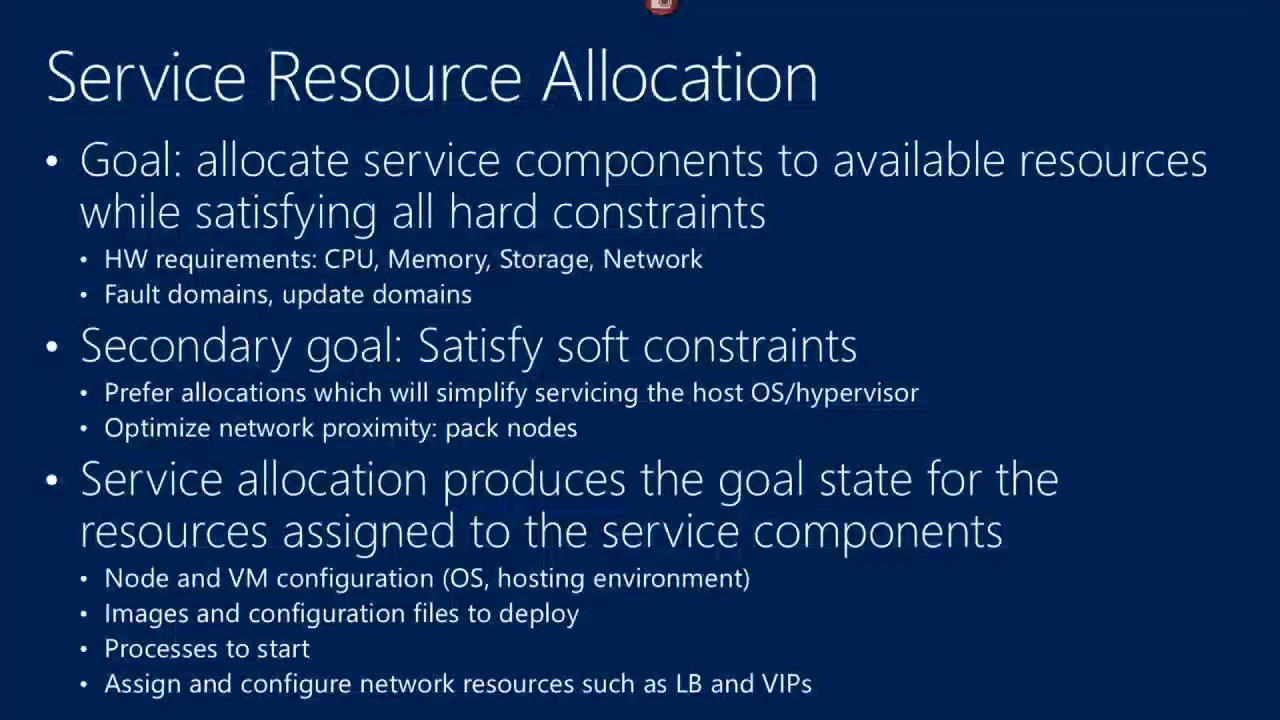 Service Resource Allocation
• Goal: allocate service components to available resources
while satisfying all hard constraints
• HW requirements: CPU, Memory, Storage, Network
• Fault domains, update domains
• Secondary goal: Satisfy soft constraints
• Prefer allocations which will simplify servicing the host OS/hypervisor
• Optimize network proximity: pack nodes
• Service allocation produces the goal state for the
resources assigned to the service components
• Node and VM configuration (OS, hosting environment)
• Images and configuration files to deploy
• Processes to start
• Assign and configure network resources such as LB and VIPs